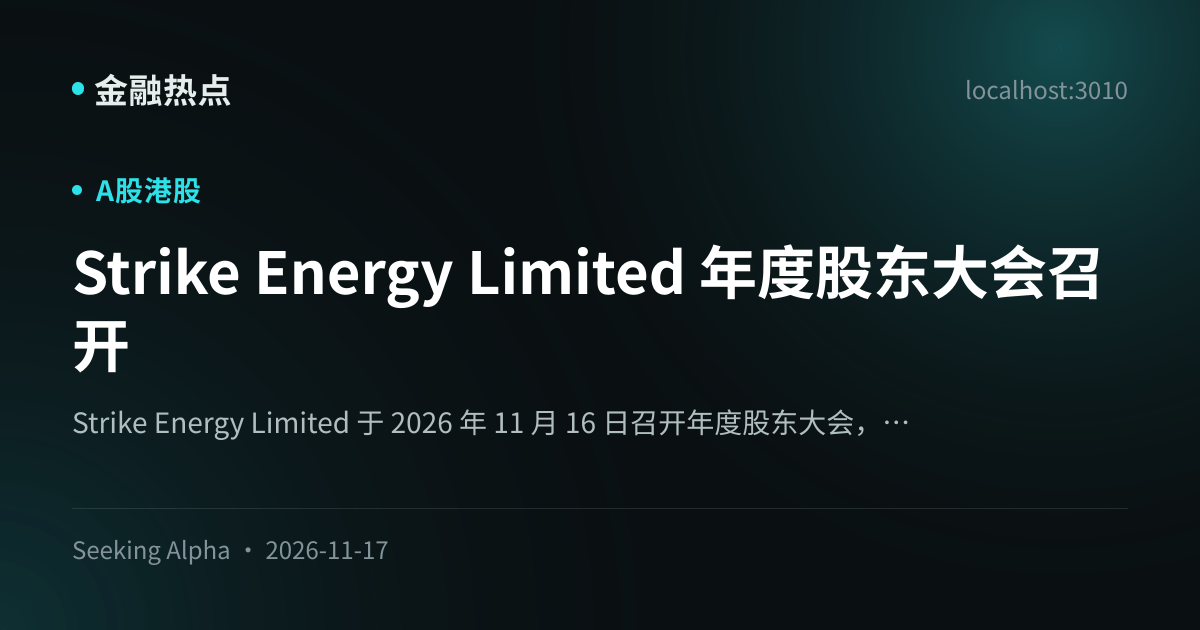 金融热点
localhost:3010
A股港股
Strike Energy Limited 年度股东大会召
开
Strike Energy Limited 于 2026 年 11 月 16 日召开年度股东大会，…
Seeking Alpha · 2026-11-17